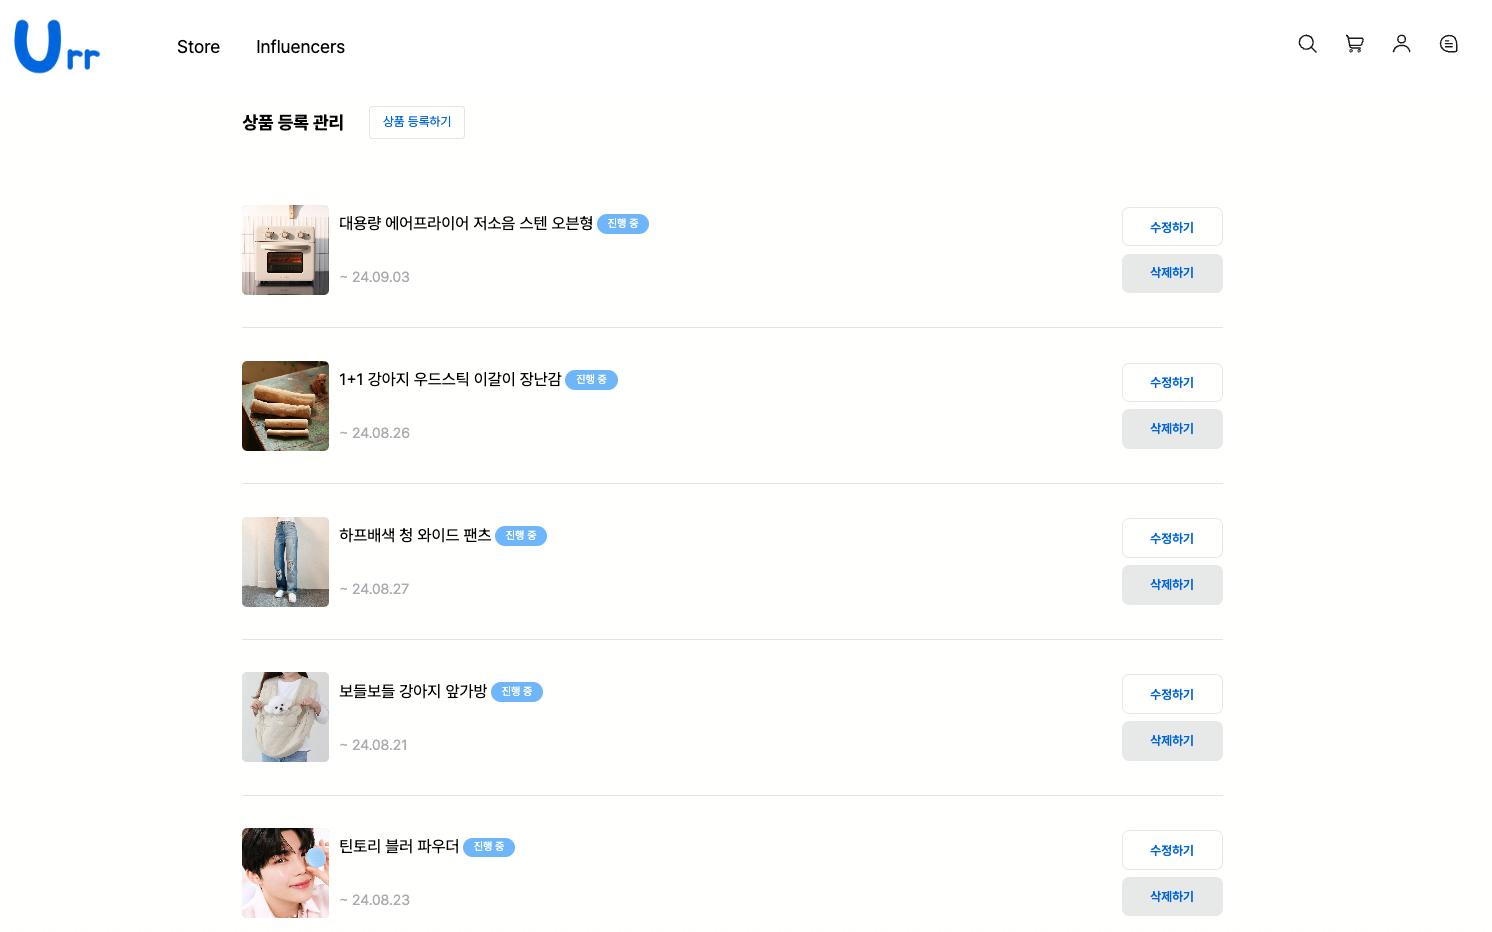 Urr
Store
Influencers
상품 등록 관리
상품 등록하기
대용량 에어프라이어 저소음 스텐 오븐형 진행 중
~ 24.09.03
수정하기
삭제하기
1+1 강아지 우드스틱 이갈이 장난감 진행 중
~ 24.08.26
수정하기
삭제하기
하프배색 청 와이드 팬츠 진행 중
~ 24.08.27
수정하기
삭제하기
보들보들 강아지 앞가방 진행 중
~ 24.08.21
수정하기
삭제하기
틴토리 블러 파우더 진행 중
~ 24.08.23
수정하기
삭제하기